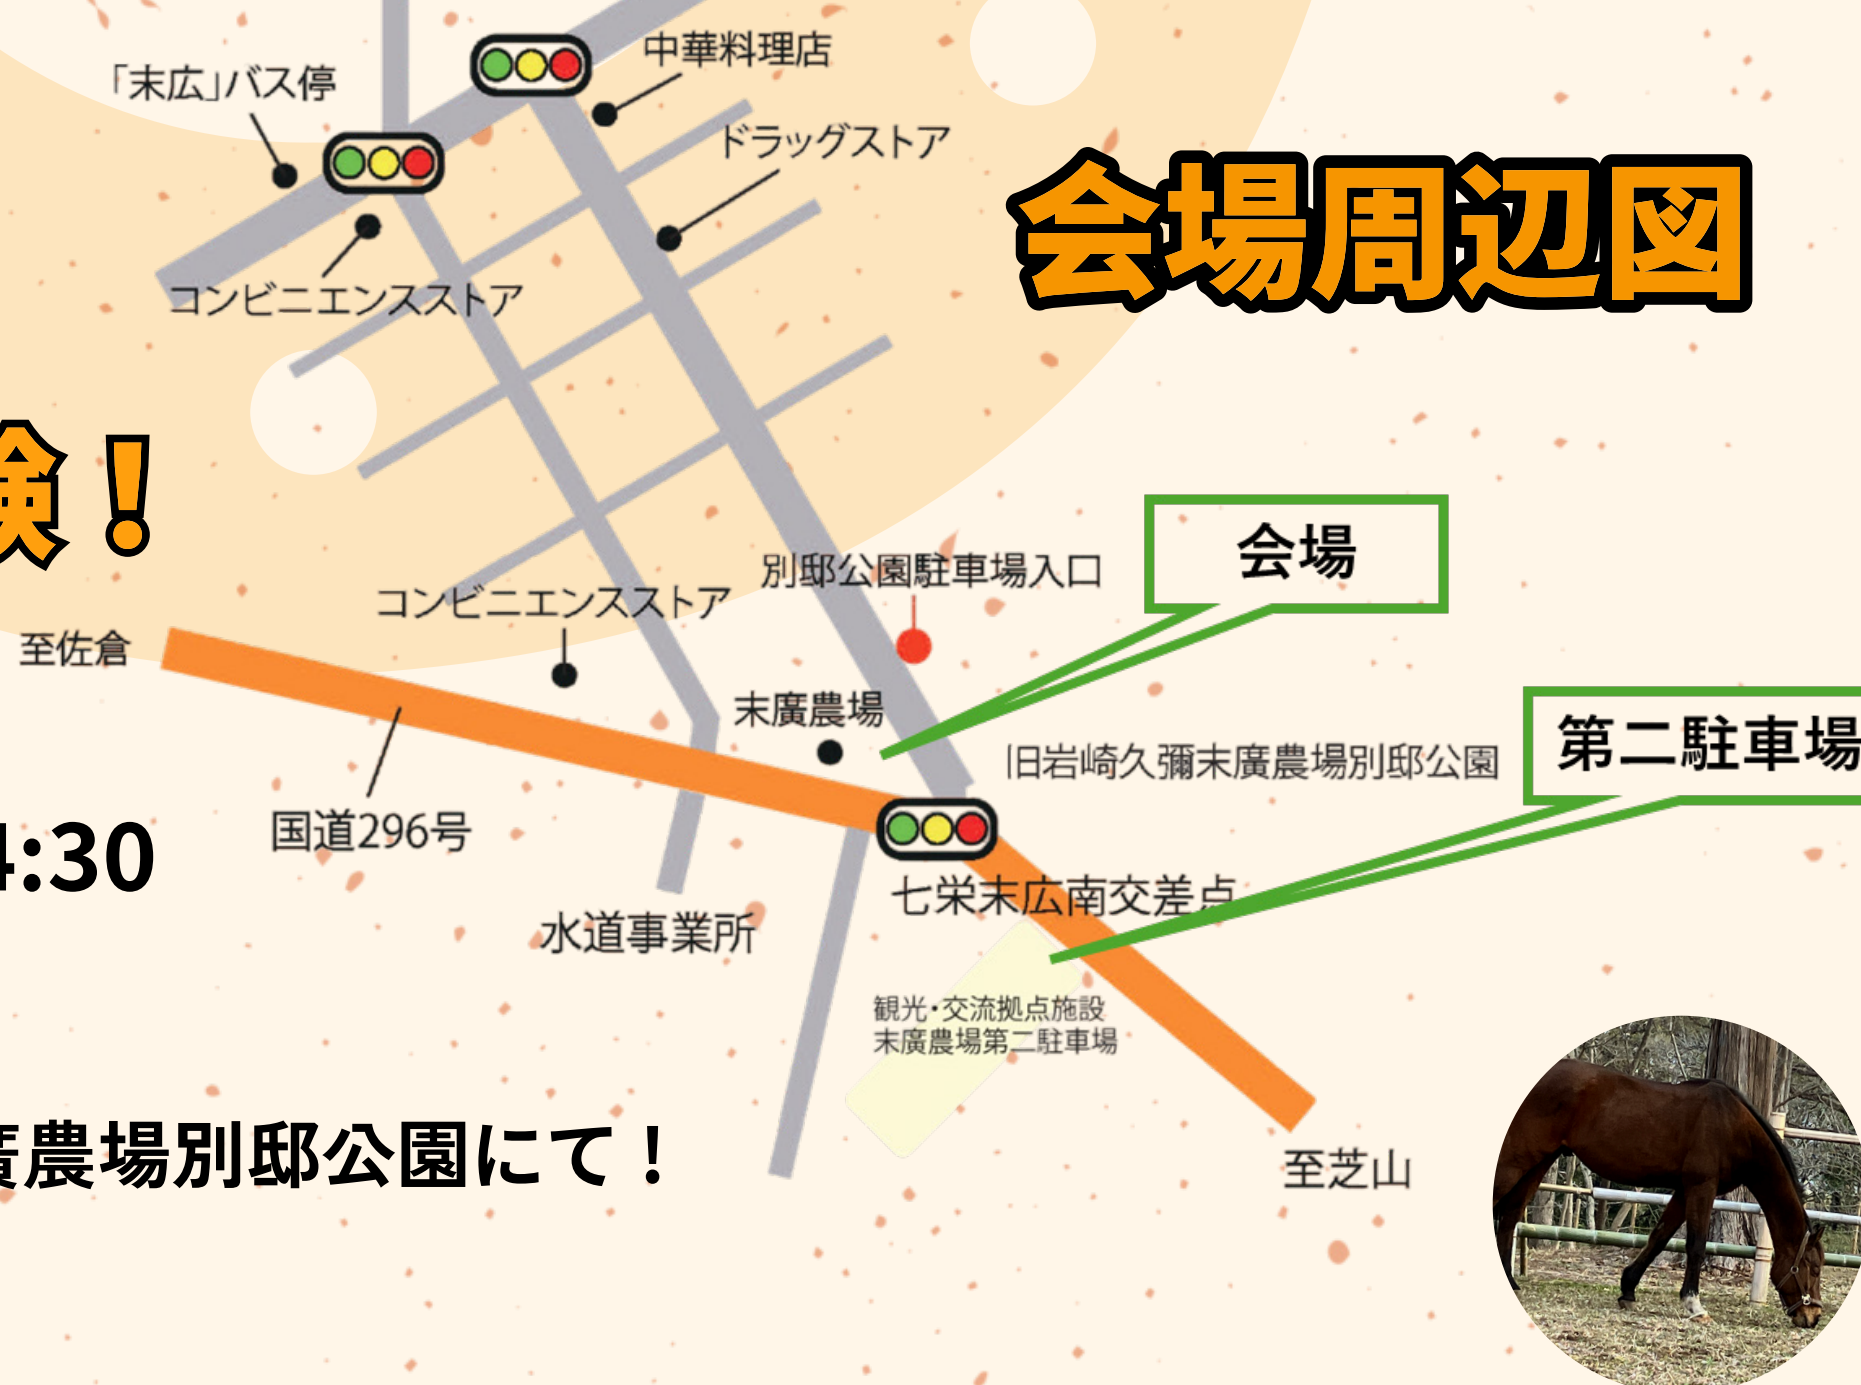 中華料理店
「末広」バス停
ドラッグストア
会場周辺図
コンビニエンスストア
験！
会場
別邸公園駐車場入口
コンビニエンスストア
至佐倉
末廣農場
第二駐車場
旧岩崎久彌末廣農場別邸公園
国道296号
4:30
七栄末広南交差点
水道事業所
観光・交流拠点施設
末廣農場第二駐車場
廣農場別邸公園にて！
至芝山